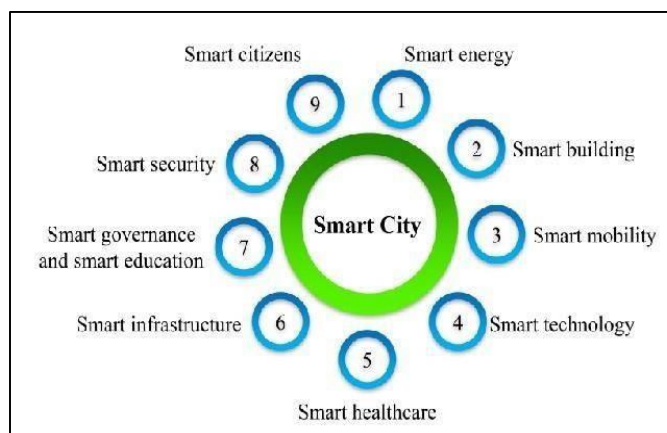 Smart citizens
Smart energy
9
1
8
2
Smart security
Smart building
Smart City
Smart governance
and smart education
7
3
Smart mobility
Smart infrastructure
6
4
Smart technology
5
Smart healthcare